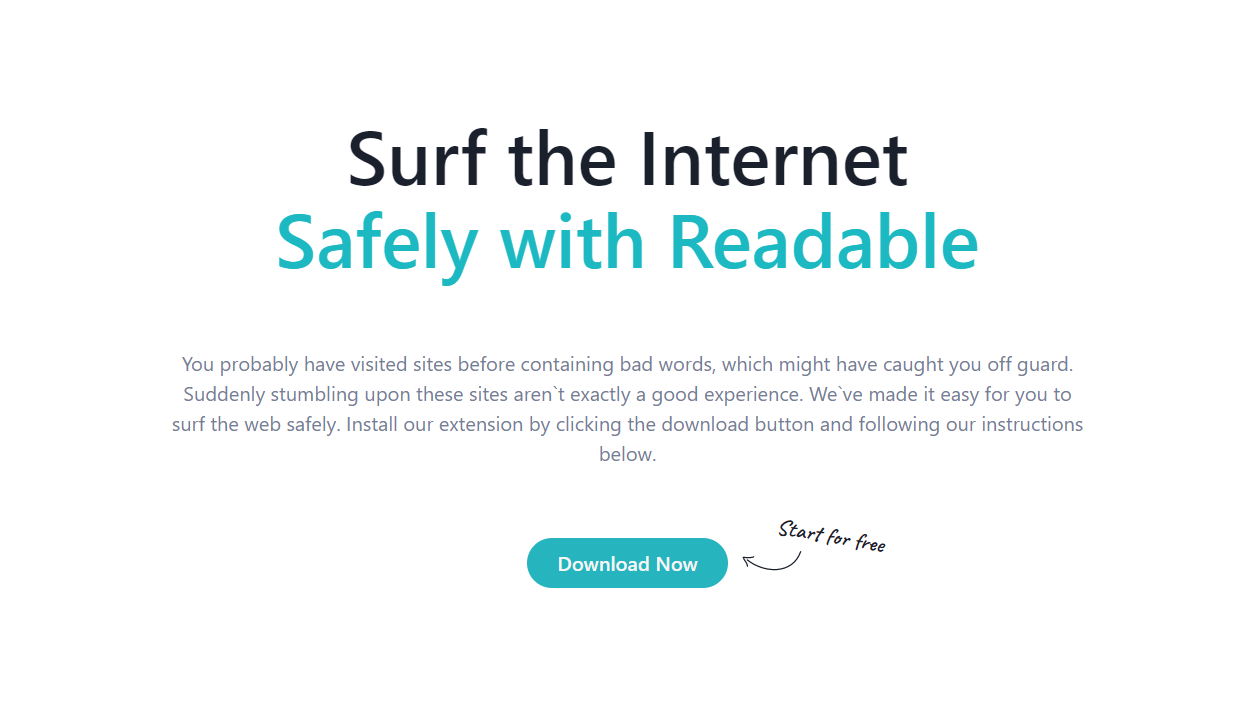 Surf the Internet
Safely with Readable
You probably have visited sites before containing bad words, which might have caught you off guard.
Suddenly stumbling upon these sites aren`t exactly a good experience. We`ve made it easy for you to
surf the web safely. Install our extension by clicking the download button and following our instructions
below.
Start for free
Download Now